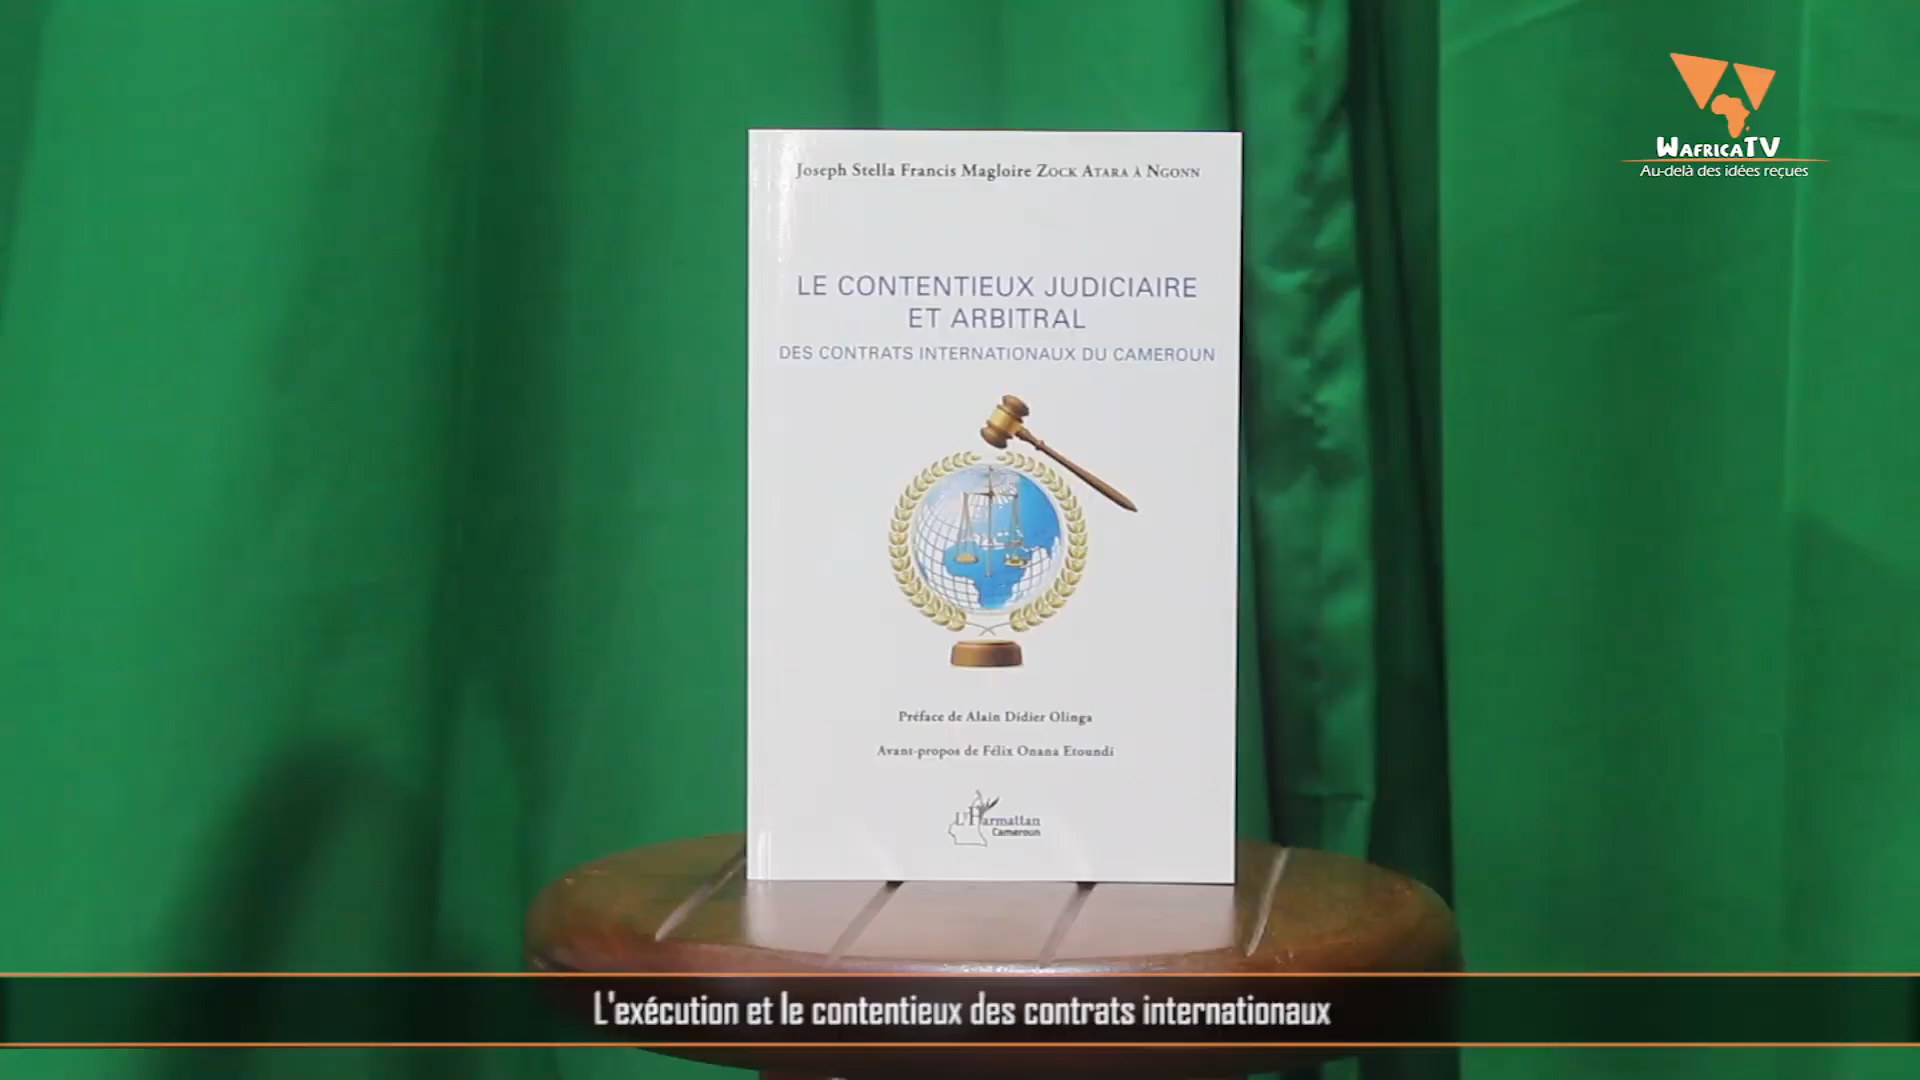 WAFRICATV
Au-delà des idées reçues
Joseph Stella Francis Magloire ZOCK ATARA À NGONN
LE CONTENTIEUX JUDICIAIRE
ET ARBITRAL
DES CONTRATS INTERNATIONAUX DU CAMEROUN
Préface de Alain Didier Olinga
Avant-propos de Félix Onana Etoundi
L'Harmattan
Cameroun
L'exécution et le contentieux des contrats internationaux